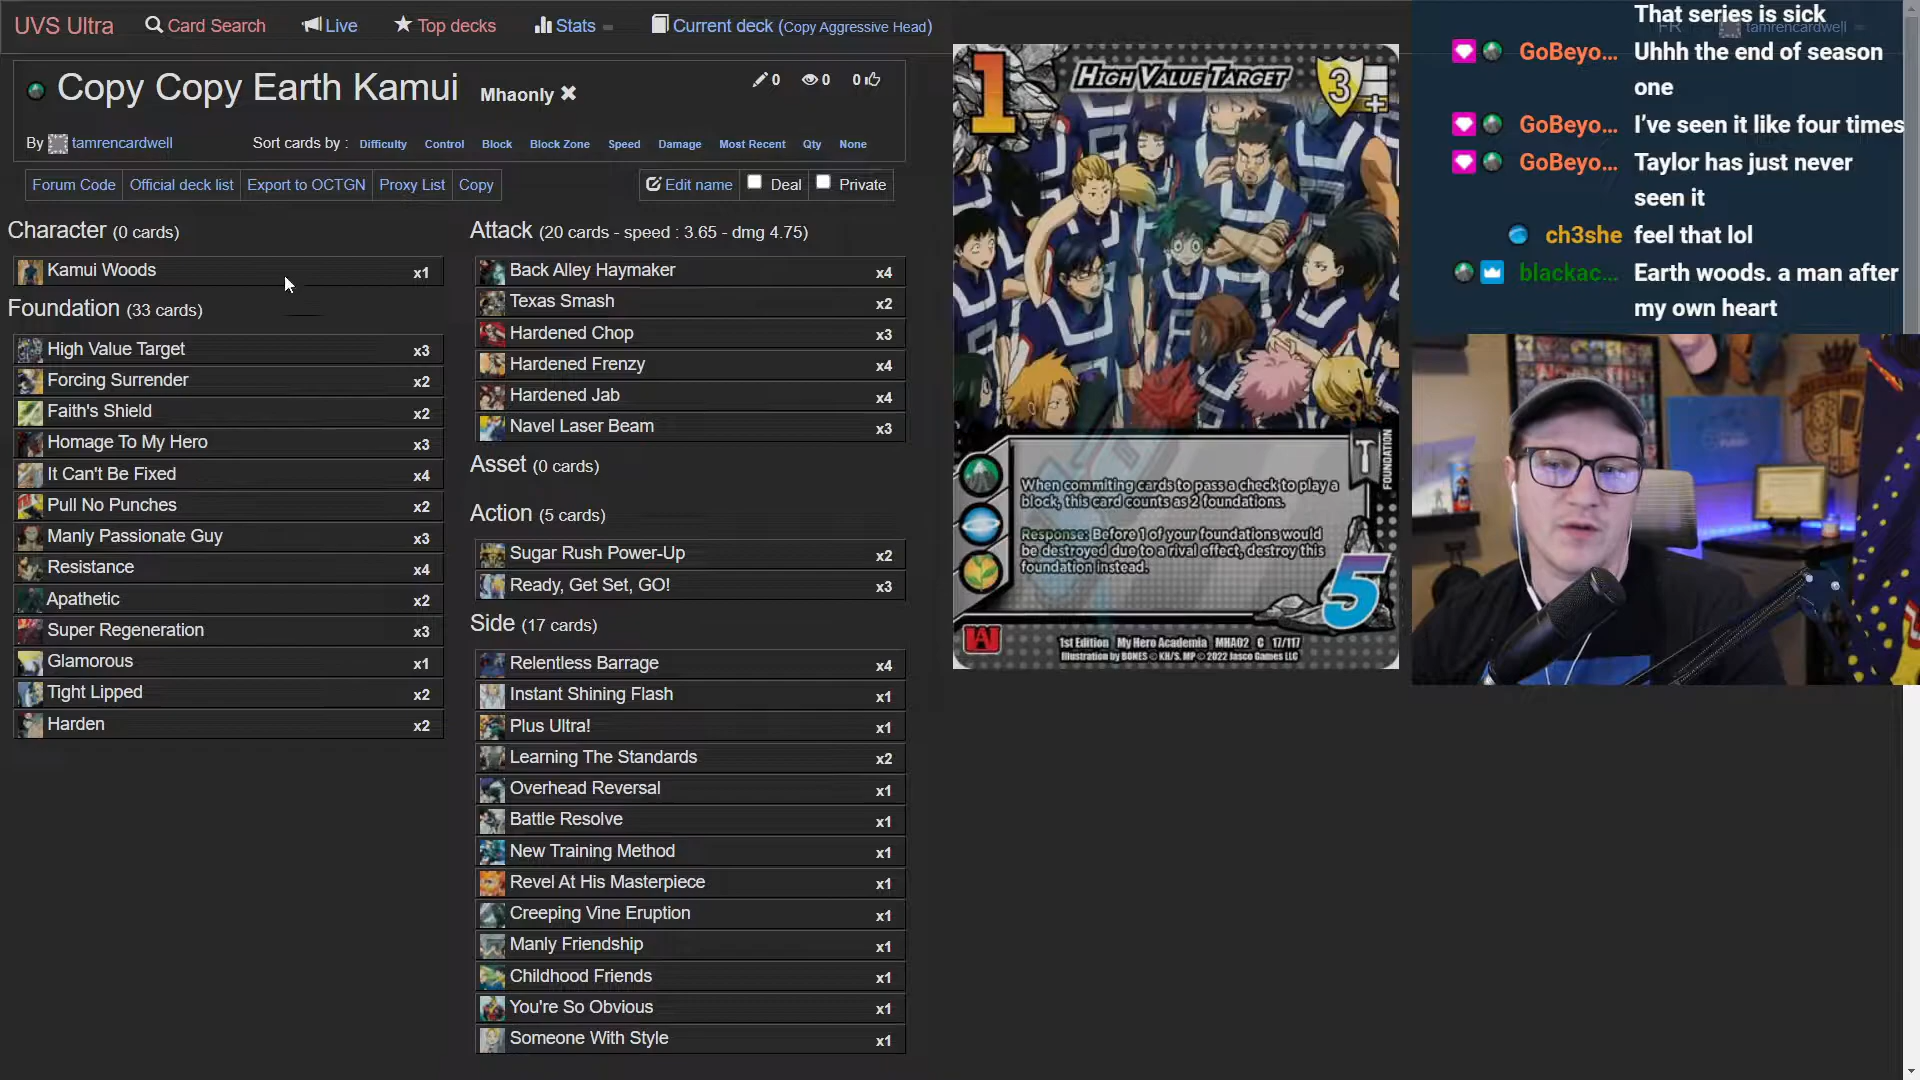 UVS Ultra
Card Search
Live
Top decks
Stats
Current deck (Copy Aggressive Head)
FR
tamrencardwell
Copy Copy Earth Kamui
Mhaonly
0
0
0
By tamrencardwell
Sort cards by : Difficulty Control Block Block Zone Speed Damage Most Recent Qty None
Forum Code
Official deck list
Export to OCTGN
Proxy List
Copy
Edit name
Deal
Private
Character (0 cards)
Kamui Woods x1
Foundation (33 cards)
High Value Target x3
Forcing Surrender x2
Faith's Shield x2
Homage To My Hero x3
It Can't Be Fixed x4
Pull No Punches x2
Manly Passionate Guy x3
Resistance x4
Apathetic x2
Super Regeneration x3
Glamorous x1
Tight Lipped x2
Harden x2
Attack (20 cards - speed : 3.65 - dmg 4.75)
Back Alley Haymaker x4
Texas Smash x2
Hardened Chop x3
Hardened Frenzy x4
Hardened Jab x4
Navel Laser Beam x3
Asset (0 cards)
Action (5 cards)
Sugar Rush Power-Up x2
Ready, Get Set, GO! x3
Side (17 cards)
Relentless Barrage x4
Instant Shining Flash x1
Plus Ultra! x1
Learning The Standards x2
Overhead Reversal x1
Battle Resolve x1
New Training Method x1
Revel At His Masterpiece x1
Creeping Vine Eruption x1
Manly Friendship x1
Childhood Friends x1
You're So Obvious x1
Someone With Style x1
1
HIGH VALUE TARGET
3
+
FOUNDATION
When commiting cards to pass a check to play a
block, this card counts as 2 foundations.
Response: Before 1 of your foundations would
be destroyed due to a rival effect, destroy this
foundation instead.
5
1st Edition My Hero Academia MHA02 C 17/117
Illustration by BONES © KH/S, MP © 2022 Jasco Games LLC
That series is sick
GoBeyo... Uhhh the end of season
one
GoBeyo... I've seen it like four times
GoBeyo... Taylor has just never
seen it
ch3she feel that lol
blackac... Earth woods. a man after
my own heart